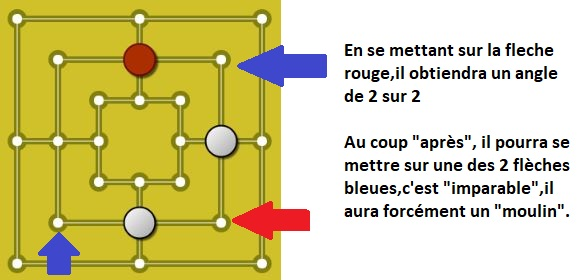 En se mettant sur la fleche
rouge,il obtiendra un angle
de 2 sur 2
Au coup "après", il pourra se
mettre sur une des 2 flèches
bleues,c'est "imparable",il
aura forcément un "moulin".